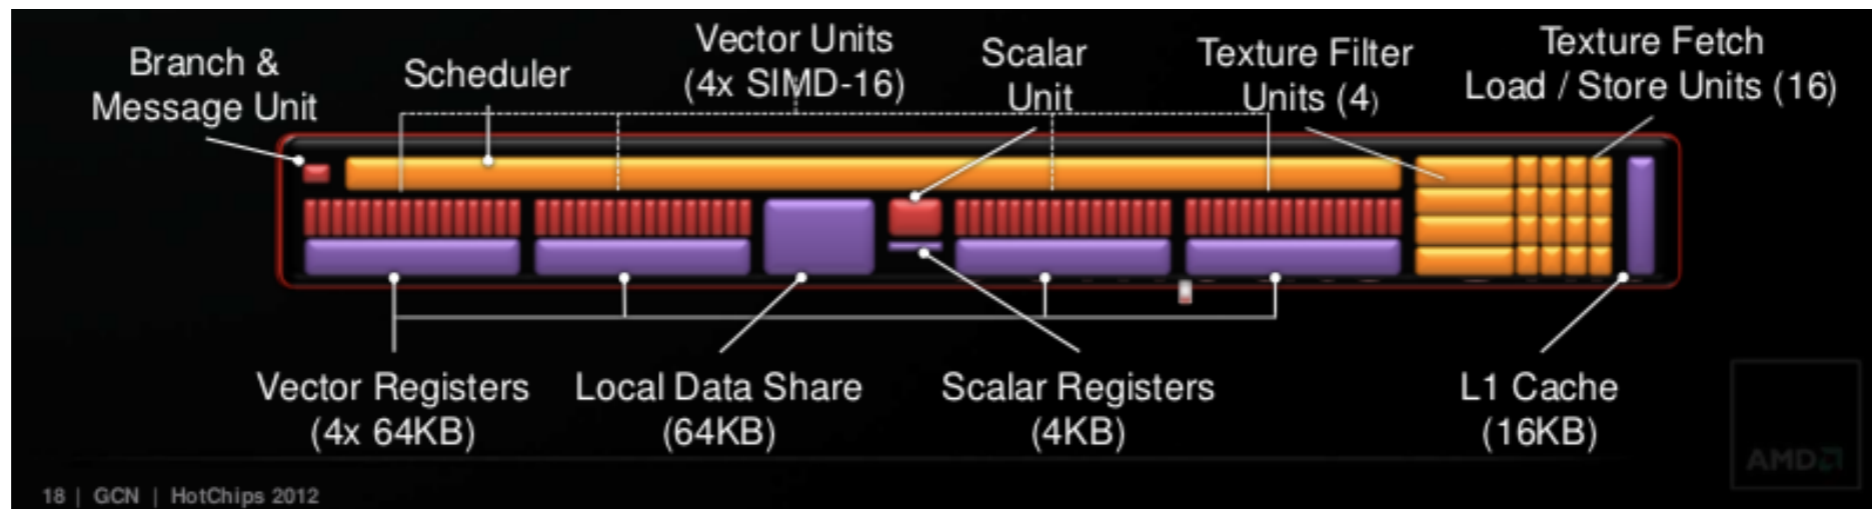 Branch &
Message Unit
Scheduler
Vector Units
(4x SIMD-16)
Scalar
Unit
Texture Filter
Units (4)
Texture Fetch
Load / Store Units (16)
Vector Registers
(4x 64KB)
Local Data Share
(64KB)
Scalar Registers
(4KB)
L1 Cache
(16KB)
AMD
18 | GCN | HotChips 2012